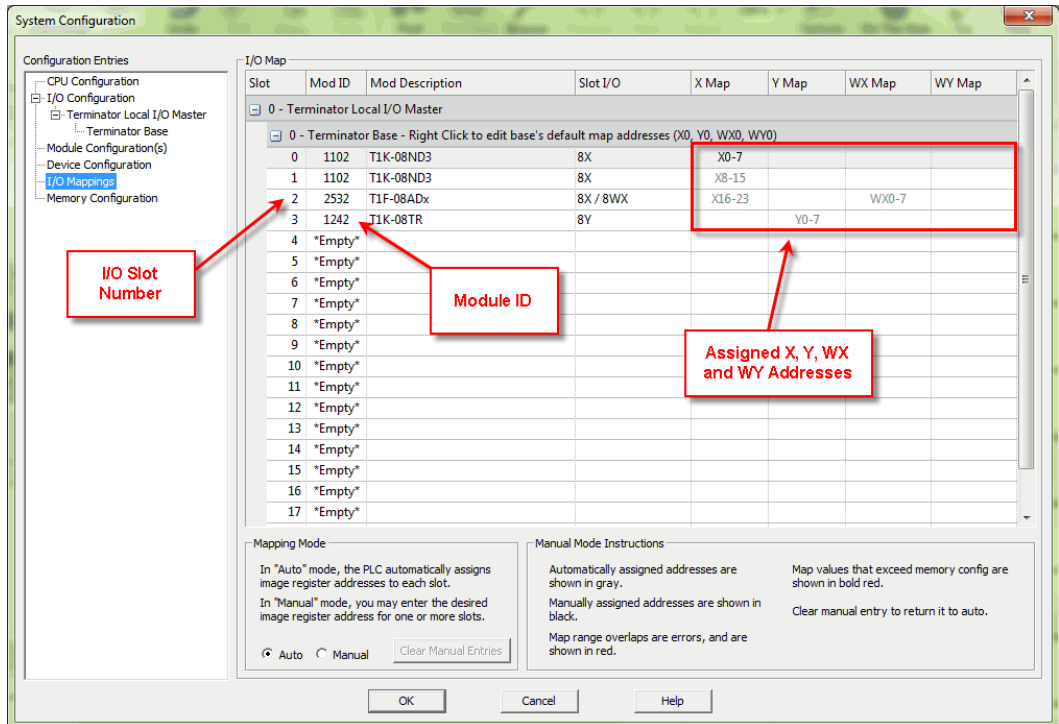 System Configuration
Configuration Entries
CPU Configuration
I/O Configuration
Terminator Local I/O Master
Terminator Base
Module Configuration(s)
Device Configuration
I/O Mappings
Memory Configuration
I/O Map
Slot Mod ID Mod Description Slot I/O X Map Y Map WX Map WY Map
0 - Terminator Local I/O Master
0 - Terminator Base - Right Click to edit base's default map addresses (X0, Y0, WX0, WY0)
0 1102 T1K-08ND3 8X X0-7
1 1102 T1K-08ND3 8X X8-15
2 2532 T1F-08ADx 8X / 8WX X16-23 WX0-7
3 1242 T1K-08TR 8Y Y0-7
4 *Empty*
5 *Empty*
6 *Empty*
7 *Empty*
8 *Empty*
9 *Empty*
10 *Empty*
11 *Empty*
12 *Empty*
13 *Empty*
14 *Empty*
15 *Empty*
16 *Empty*
17 *Empty*
I/O Slot
Number
Module ID
Assigned X, Y, WX
and WY Addresses
Mapping Mode
In "Auto" mode, the PLC automatically assigns
image register addresses to each slot.
In "Manual" mode, you may enter the desired
image register address for one or more slots.
Auto Manual Clear Manual Entries
Manual Mode Instructions
Automatically assigned addresses are
shown in gray.
Manually assigned addresses are shown in
black.
Map range overlaps are errors, and are
shown in red.
Map values that exceed memory config are
shown in bold red.
Clear manual entry to return it to auto.
OK Cancel Help